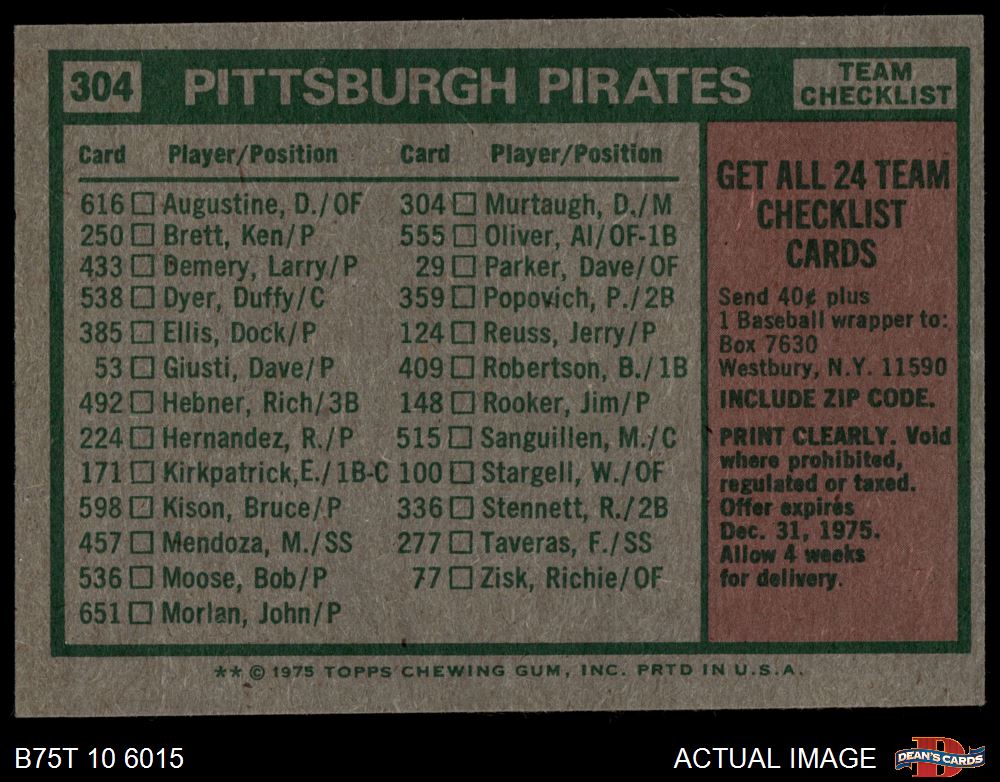 304 PITTSBURGH PIRATES TEAM CHECKLIST
Card Player/Position Card Player/Position
616 Augustine, D./OF 304 Murtaugh, D./M
250 Brett, Ken/P 555 Oliver, Al/OF-1B
433 Demery, Larry/P 29 Parker, Dave/OF
538 Dyer, Duffy/C 359 Popovich, P./2B
385 Ellis, Dock/P 124 Reuss, Jerry/P
53 Giusti, Dave/P 409 Robertson, B./1B
492 Hebner, Rich/3B 148 Rooker, Jim/P
224 Hernandez, R./P 515 Sanguillen, M./C
171 Kirkpatrick,E./1B-C 100 Stargell, W./OF
598 Kison, Bruce/P 336 Stennett, R./2B
457 Mendoza, M./SS 277 Taveras, F./SS
536 Moose, Bob/P 77 Zisk, Richie/OF
651 Morlan, John/P
GET ALL 24 TEAM
CHECKLIST
CARDS
Send 40¢ plus
1 Baseball wrapper to:
Box 7630
Westbury, N.Y. 11590
INCLUDE ZIP CODE.
PRINT CLEARLY. Void
where prohibited,
regulated or taxed.
Offer expires
Dec. 31, 1975.
Allow 4 weeks
for delivery.
** © 1975 TOPPS CHEWING GUM, INC. PRTD IN U.S.A.
B75T 10 6015 ACTUAL IMAGE D DEAN'S CARDS